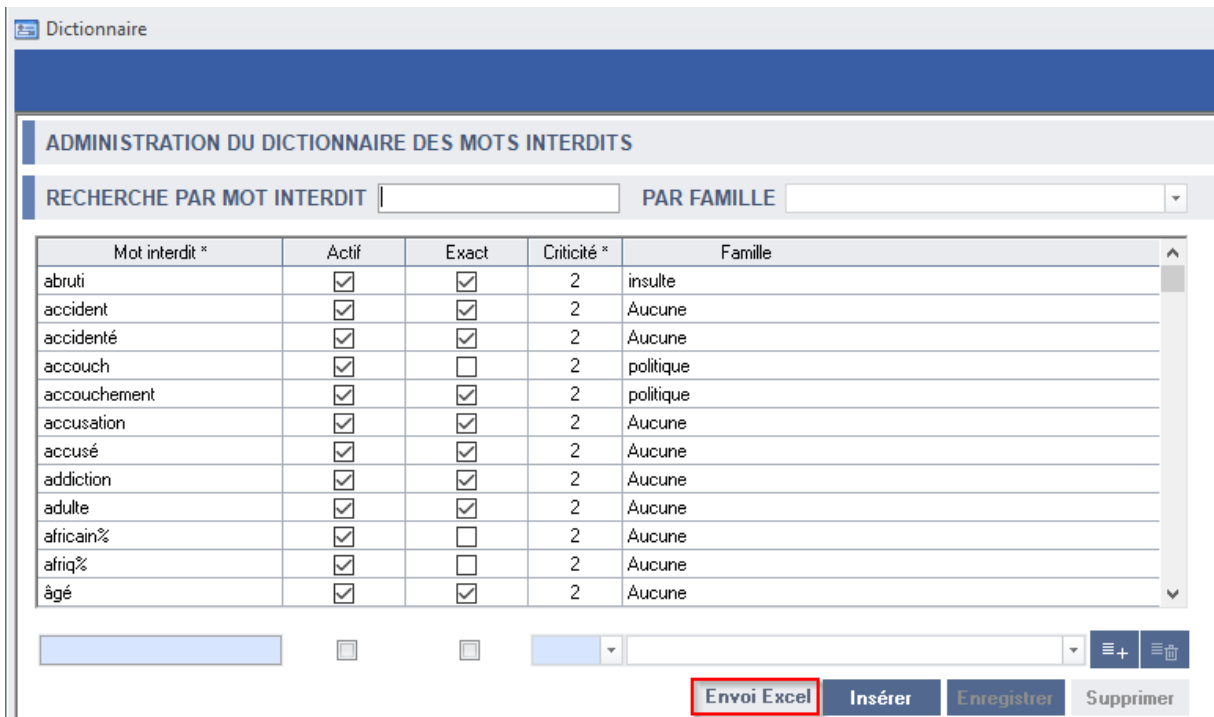 Dictionnaire
ADMINISTRATION DU DICTIONNAIRE DES MOTS INTERDITS
RECHERCHE PAR MOT INTERDIT PAR FAMILLE
Mot interdit * Actif Exact Criticité * Famille
abruti 2 insulte
accident 2 Aucune
accidenté 2 Aucune
accouch 2 politique
accouchement 2 politique
accusation 2 Aucune
accusé 2 Aucune
addiction 2 Aucune
adulte 2 Aucune
africain% 2 Aucune
afriq% 2 Aucune
âgé 2 Aucune
Envoi Excel Insérer Enregistrer Supprimer